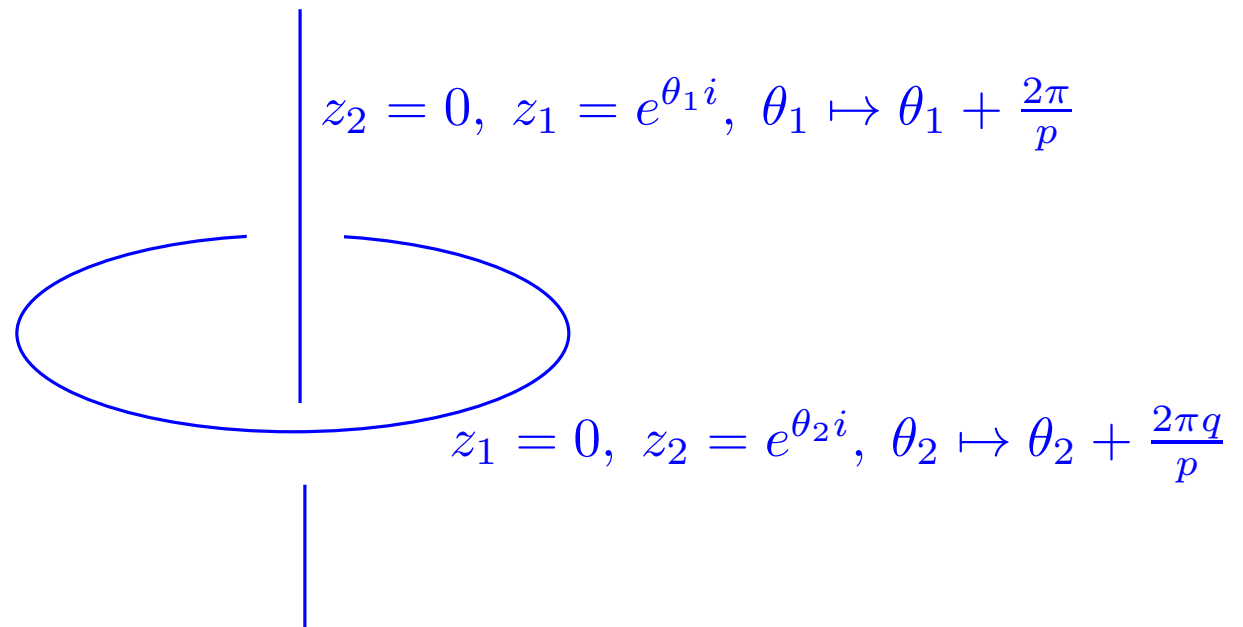 $z_2 = 0,\ z_1 = e^{\theta_1 i},\ \theta_1 \mapsto \theta_1 + \frac{2\pi}{p}$
$z_1 = 0,\ z_2 = e^{\theta_2 i},\ \theta_2 \mapsto \theta_2 + \frac{2\pi q}{p}$